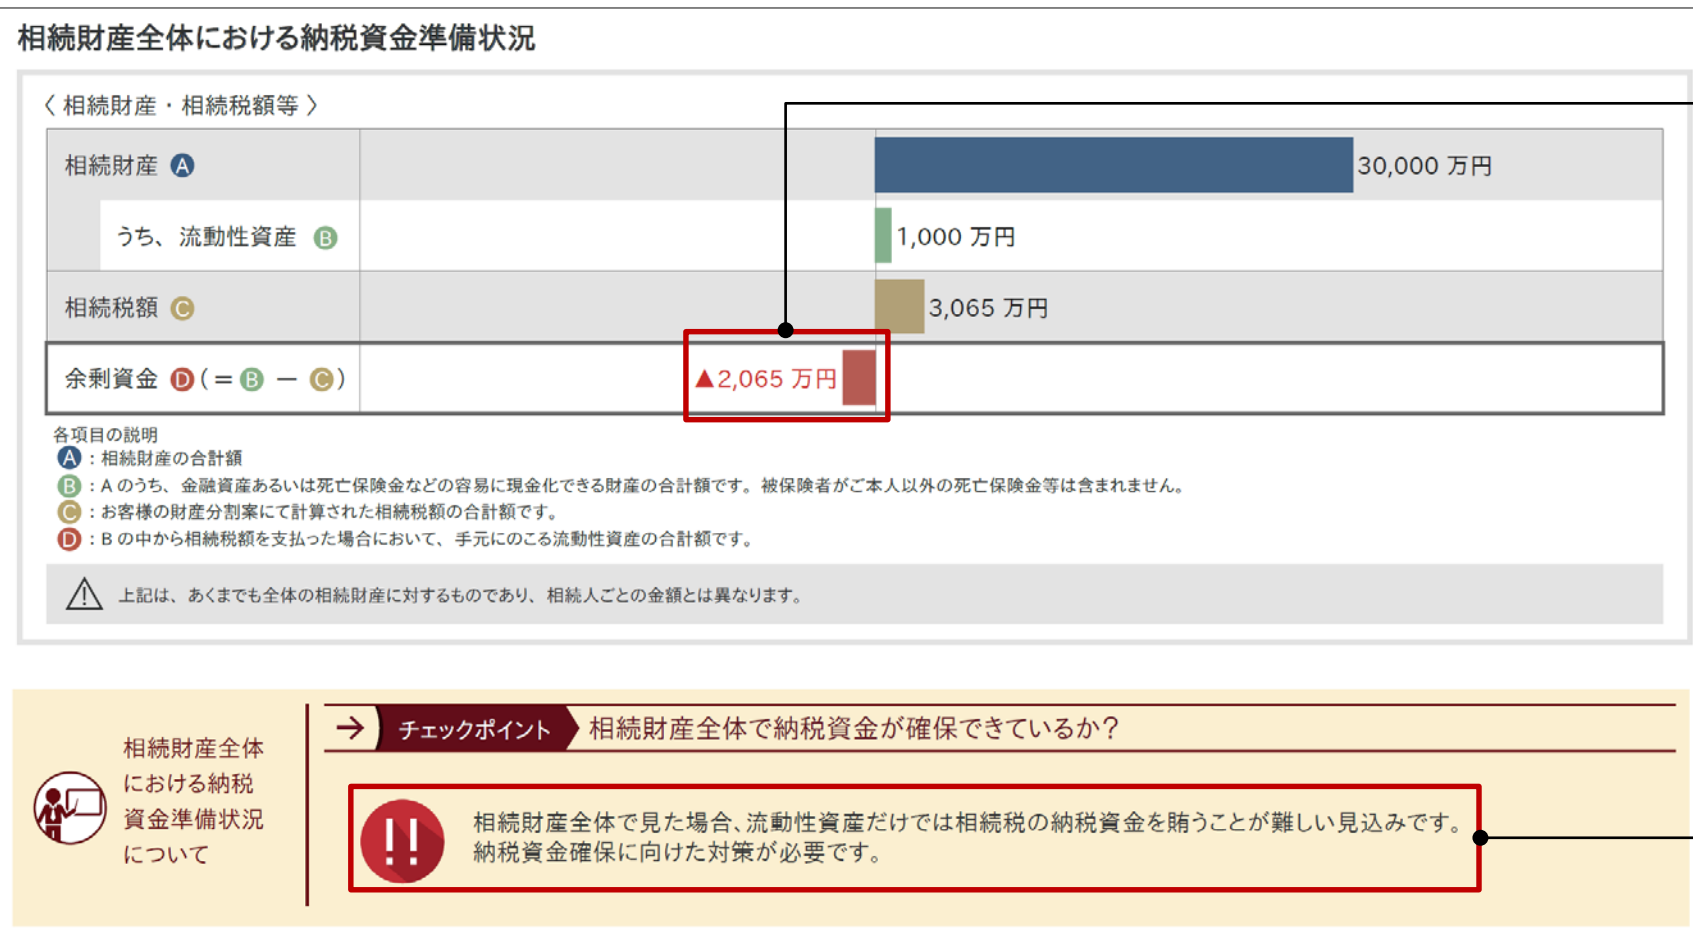 相続財産全体における納税資金準備状況
〈 相続財産・相続税額等 〉
相続財産 A 30,000 万円
うち、流動性資産 B 1,000 万円
相続税額 C 3,065 万円
余剰資金 D (= B － C ) ▲2,065 万円
各項目の説明
A：相続財産の合計額
B：A のうち、金融資産あるいは死亡保険金などの容易に現金化できる財産の合計額です。被保険者がご本人以外の死亡保険金等は含まれません。
C：お客様の財産分割案にて計算された相続税額の合計額です。
D：B の中から相続税額を支払った場合において、手元にのこる流動性資産の合計額です。
上記は、あくまでも全体の相続財産に対するものであり、相続人ごとの金額とは異なります。
相続財産全体
における納税
資金準備状況
について
チェックポイント 相続財産全体で納税資金が確保できているか？
!! 相続財産全体で見た場合、流動性資産だけでは相続税の納税資金を賄うことが難しい見込みです。
納税資金確保に向けた対策が必要です。